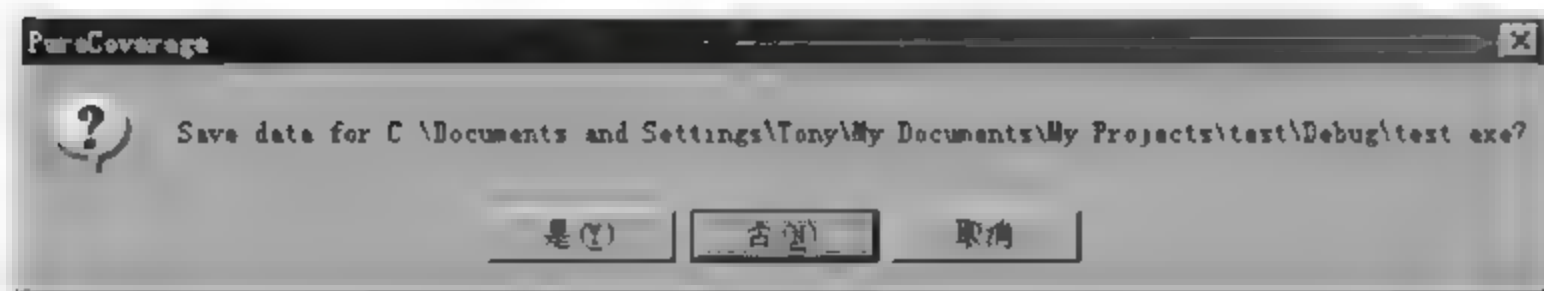 PureCoverage
Save data for C \Documents and Settings\Tony\My Documents\My Projects\test\Debug\test exe?
是(Y) 否(N) 取消